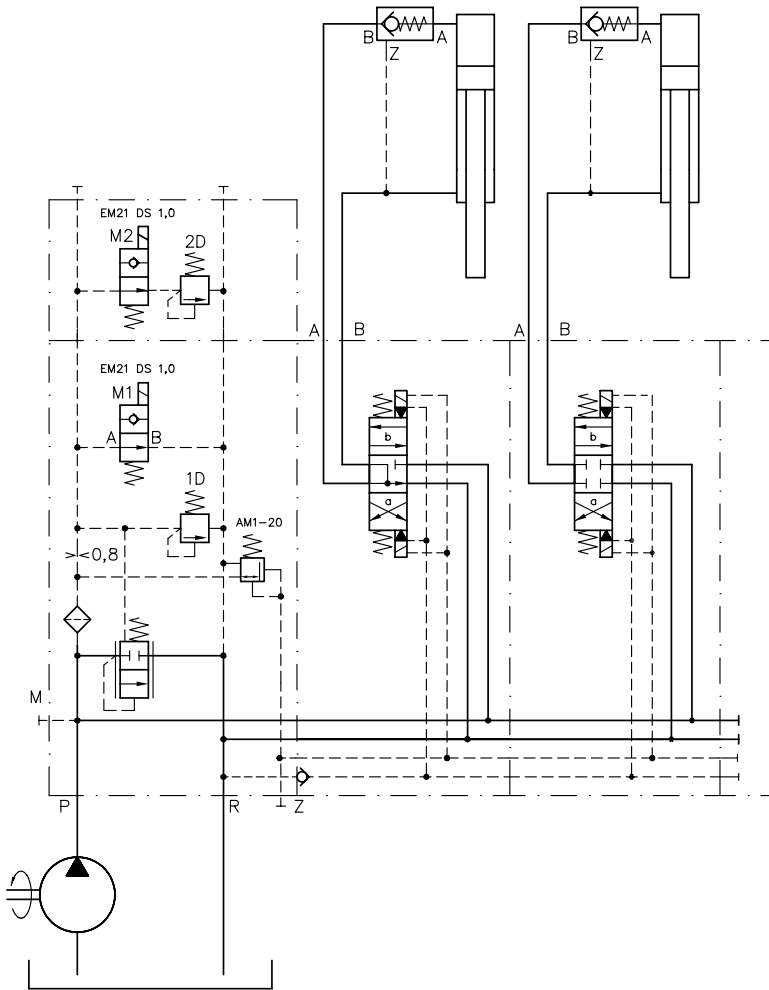 B A B A
Z Z
EM21 DS 1,0
M2 2D
A B A B
EM21 DS 1,0
M1
A B b b
1D
a a
AM1-20
> < 0,8
M
P R Z